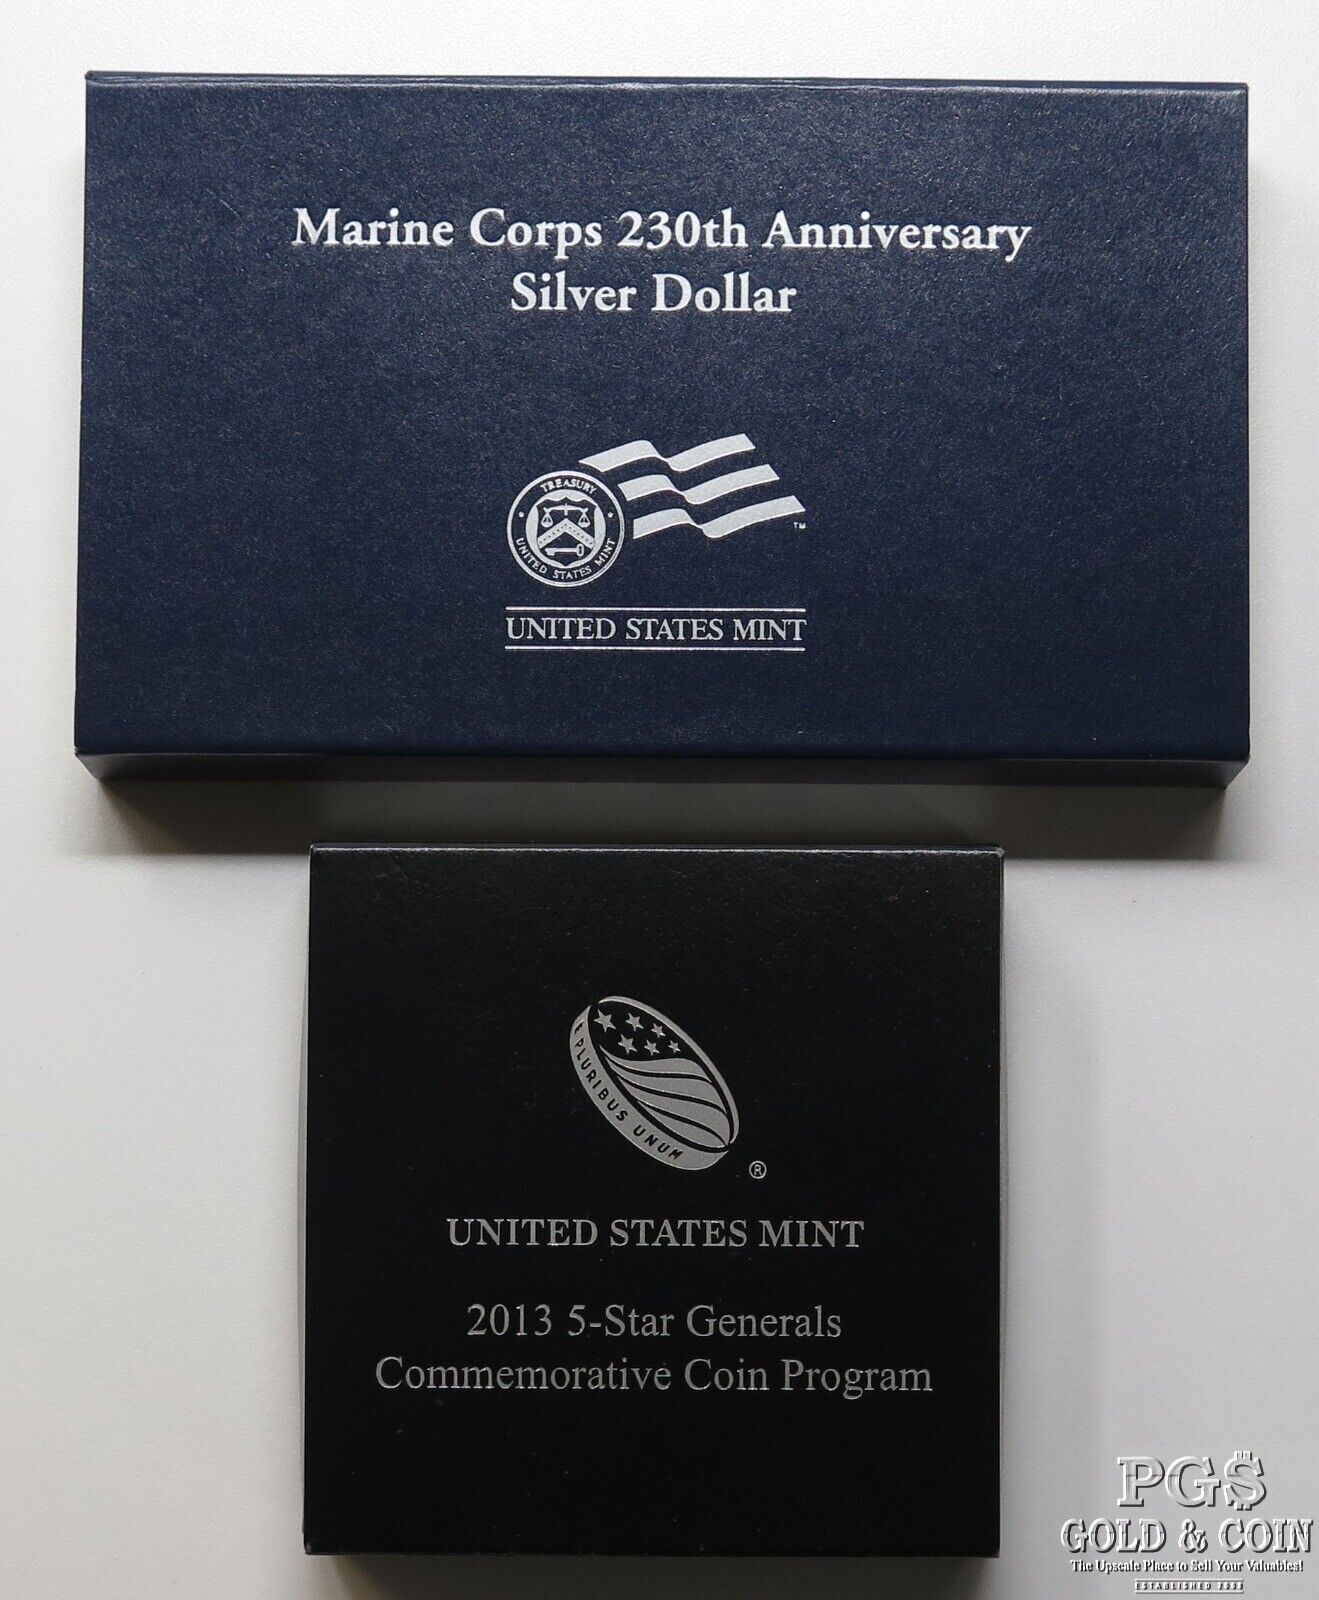 Marine Corps 230th Anniversary
Silver Dollar
TREASURY
UNITED STATES MINT
TM
UNITED STATES MINT
E PLURIBUS UNUM
®
UNITED STATES MINT
2013 5-Star Generals
Commemorative Coin Program
PG$
GOLD & COIN
The Upscale Place to Sell Your Valuables!
ESTABLISHED